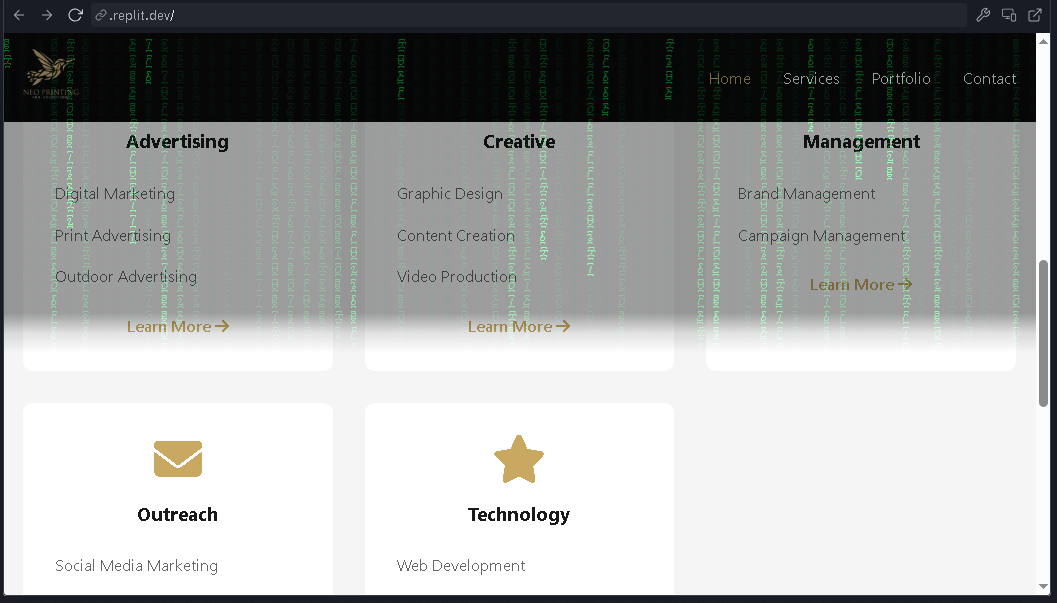 .replit.dev/
NEO PRINTING
Home Services Portfolio Contact
Advertising Creative Management
Digital Marketing Graphic Design Brand Management
Print Advertising Content Creation Campaign Management
Outdoor Advertising Video Production
Learn More
Learn More Learn More
Outreach Technology
Social Media Marketing Web Development